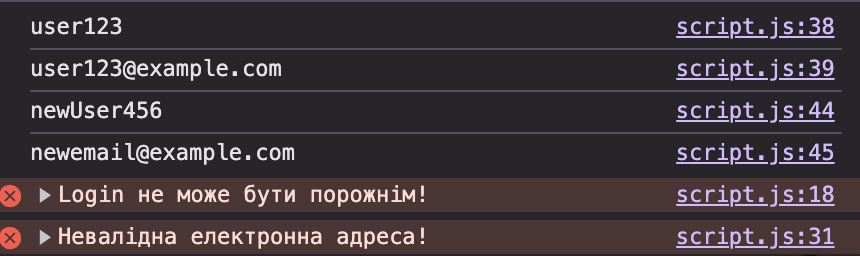 user123 script.js:38
user123@example.com script.js:39
newUser456 script.js:44
newemail@example.com script.js:45
Login не може бути порожнім! script.js:18
Невалідна електронна адреса! script.js:31